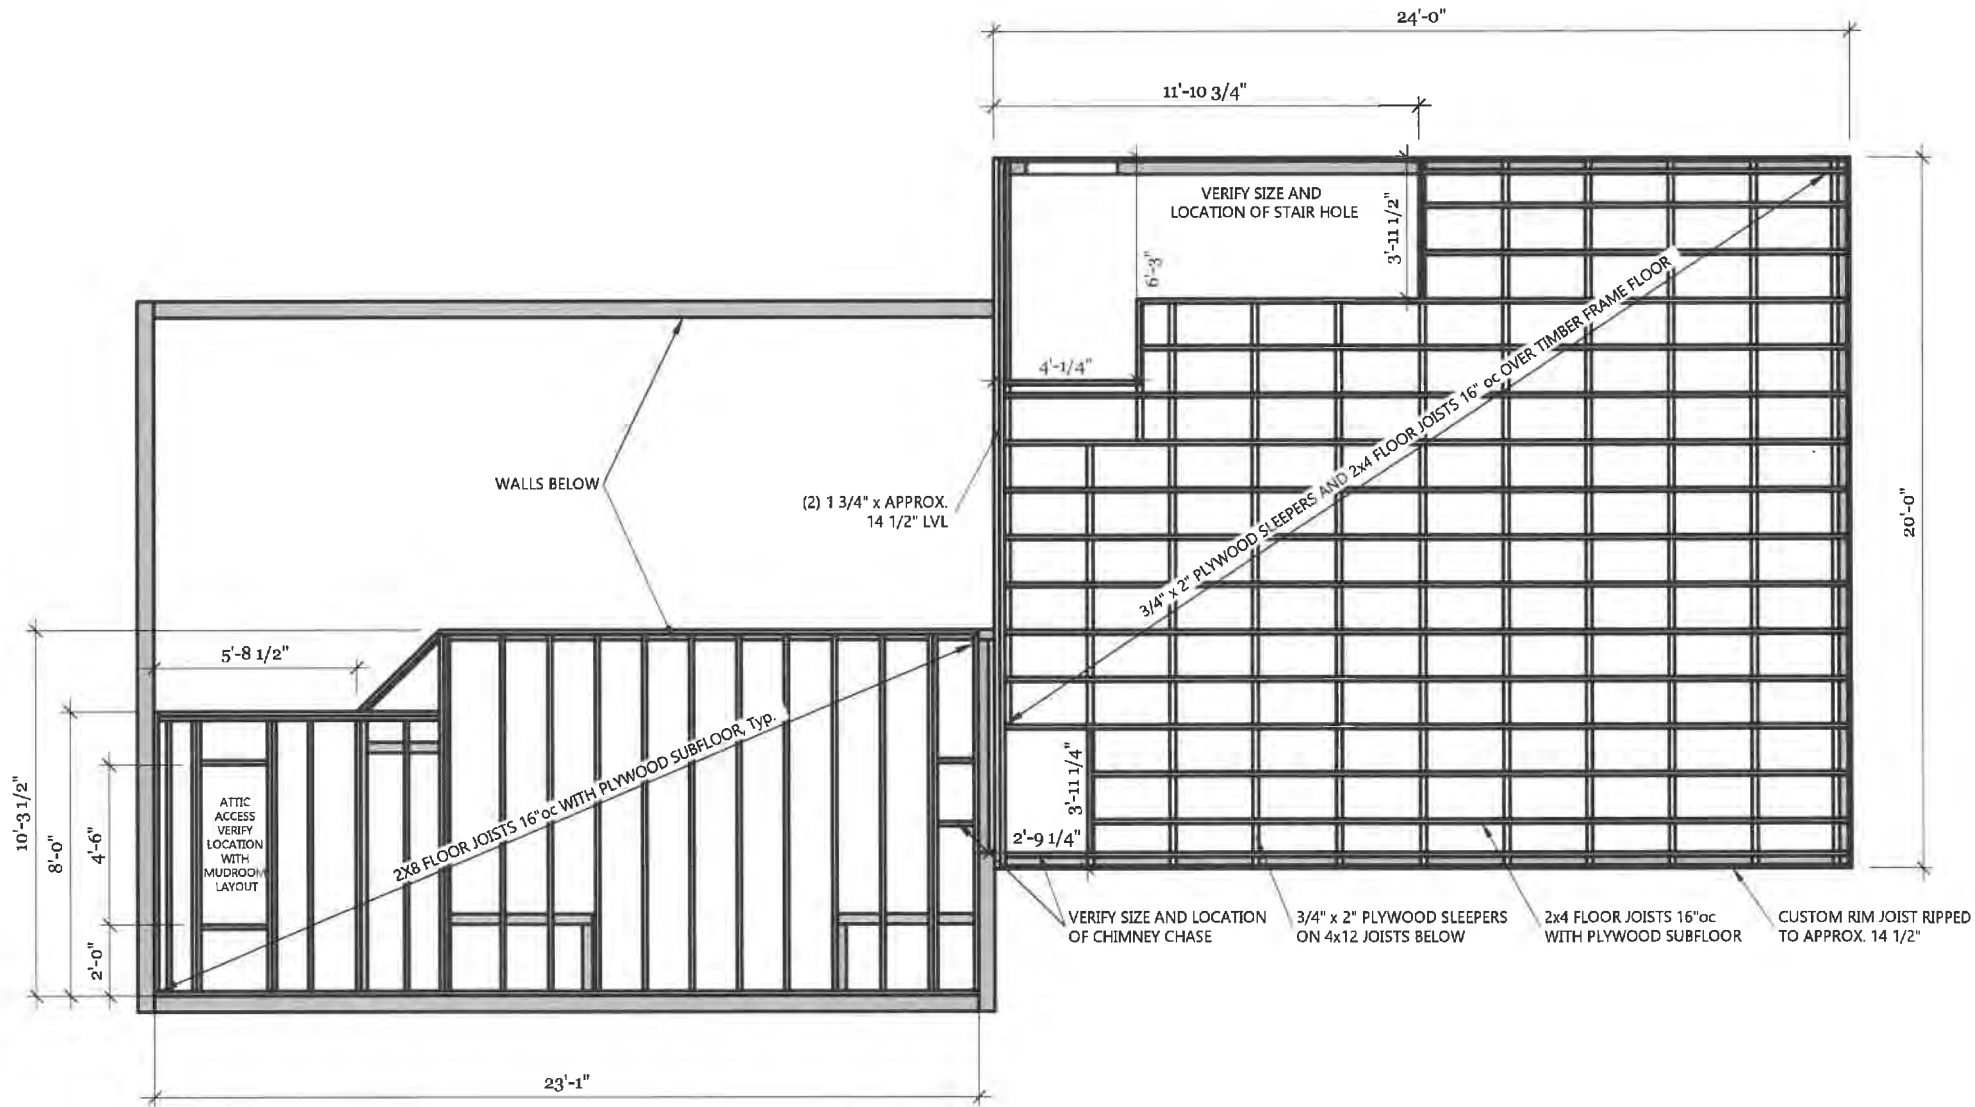 24'-0"
11'-10 3/4"
VERIFY SIZE AND
LOCATION OF STAIR HOLE
3'-11 1/2"
6'-3"
4'-1/4"
WALLS BELOW
(2) 1 3/4" x APPROX.
14 1/2" LVL
3/4" x 2" PLYWOOD SLEEPERS AND 2x4 FLOOR JOISTS 16" oc OVER TIMBER FRAME FLOOR
20'-0"
5'-8 1/2"
2X8 FLOOR JOISTS 16"oc WITH PLYWOOD SUBFLOOR, Typ.
10'-3 1/2"
8'-0"
4'-6"
2'-0"
ATTIC
ACCESS
VERIFY
LOCATION
WITH
MUDROOM
LAYOUT
3'-11 1/4"
2'-9 1/4"
VERIFY SIZE AND LOCATION
OF CHIMNEY CHASE
3/4" x 2" PLYWOOD SLEEPERS
ON 4x12 JOISTS BELOW
2x4 FLOOR JOISTS 16"oc
WITH PLYWOOD SUBFLOOR
CUSTOM RIM JOIST RIPPED
TO APPROX. 14 1/2"
23'-1"